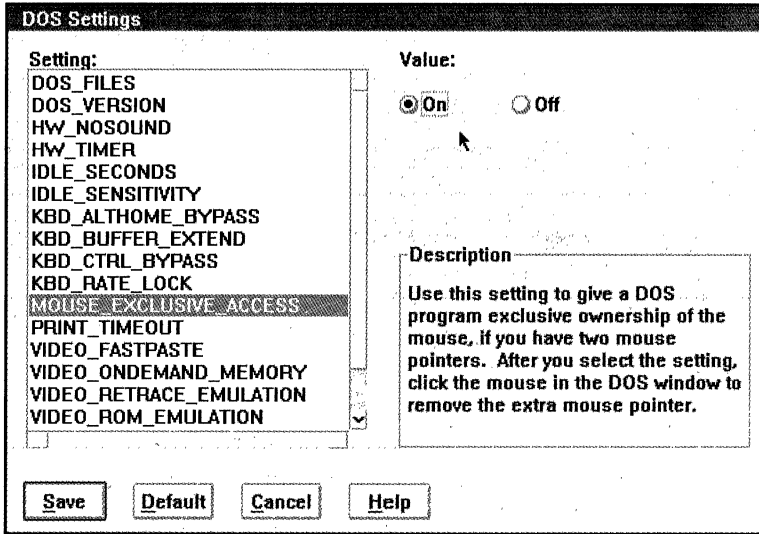 DOS Settings
Setting:
DOS_FILES
DOS_VERSION
HW_NOSOUND
HW_TIMER
IDLE_SECONDS
IDLE_SENSITIVITY
KBD_ALTHOME_BYPASS
KBD_BUFFER_EXTEND
KBD_CTRL_BYPASS
KBD_RATE_LOCK
MOUSE_EXCLUSIVE_ACCESS
PRINT_TIMEOUT
VIDEO_FASTPASTE
VIDEO_ONDEMAND_MEMORY
VIDEO_RETRACE_EMULATION
VIDEO_ROM_EMULATION
Value:
On
Off
Description
Use this setting to give a DOS
program exclusive ownership of the
mouse, if you have two mouse
pointers. After you select the setting,
click the mouse in the DOS window to
remove the extra mouse pointer.
Save
Default
Cancel
Help